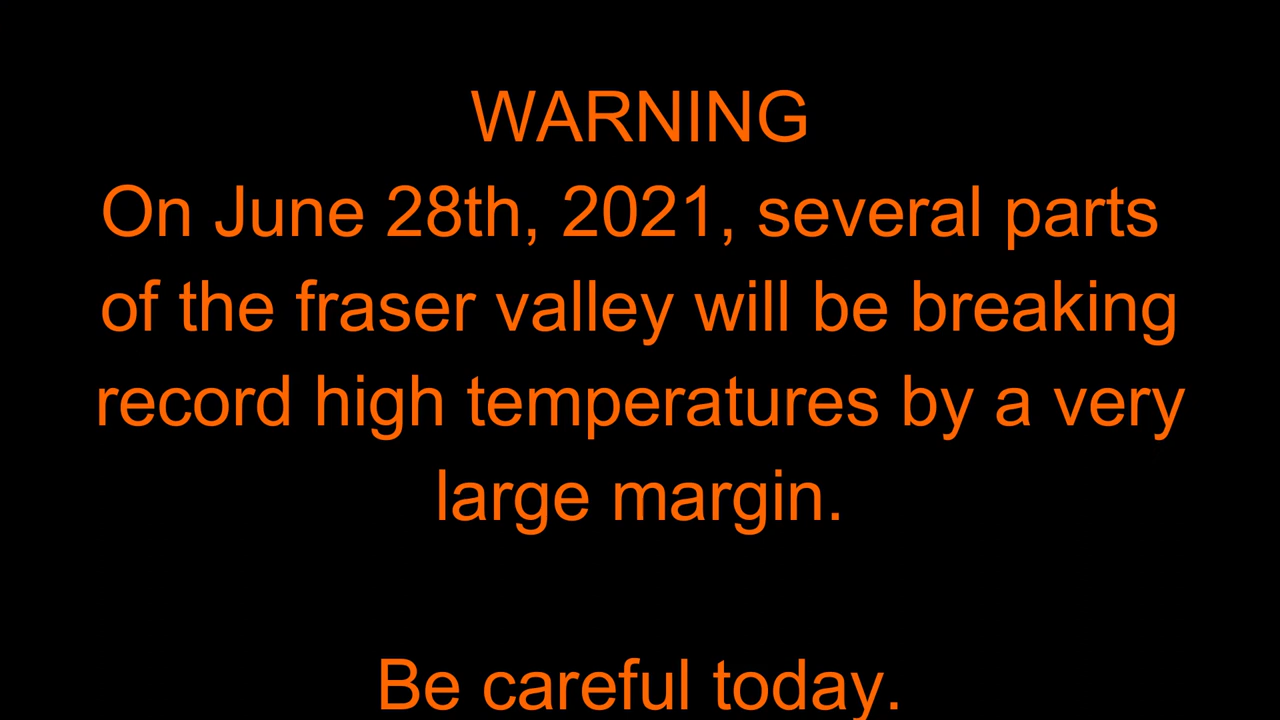 WARNING
On June 28th, 2021, several parts
of the fraser valley will be breaking
record high temperatures by a very
large margin.
Be careful today.